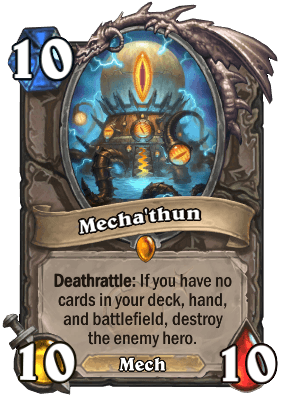 10
Mecha'thun
Deathrattle: If you have no
cards in your deck, hand,
and battlefield, destroy
the enemy hero.
10
Mech
10